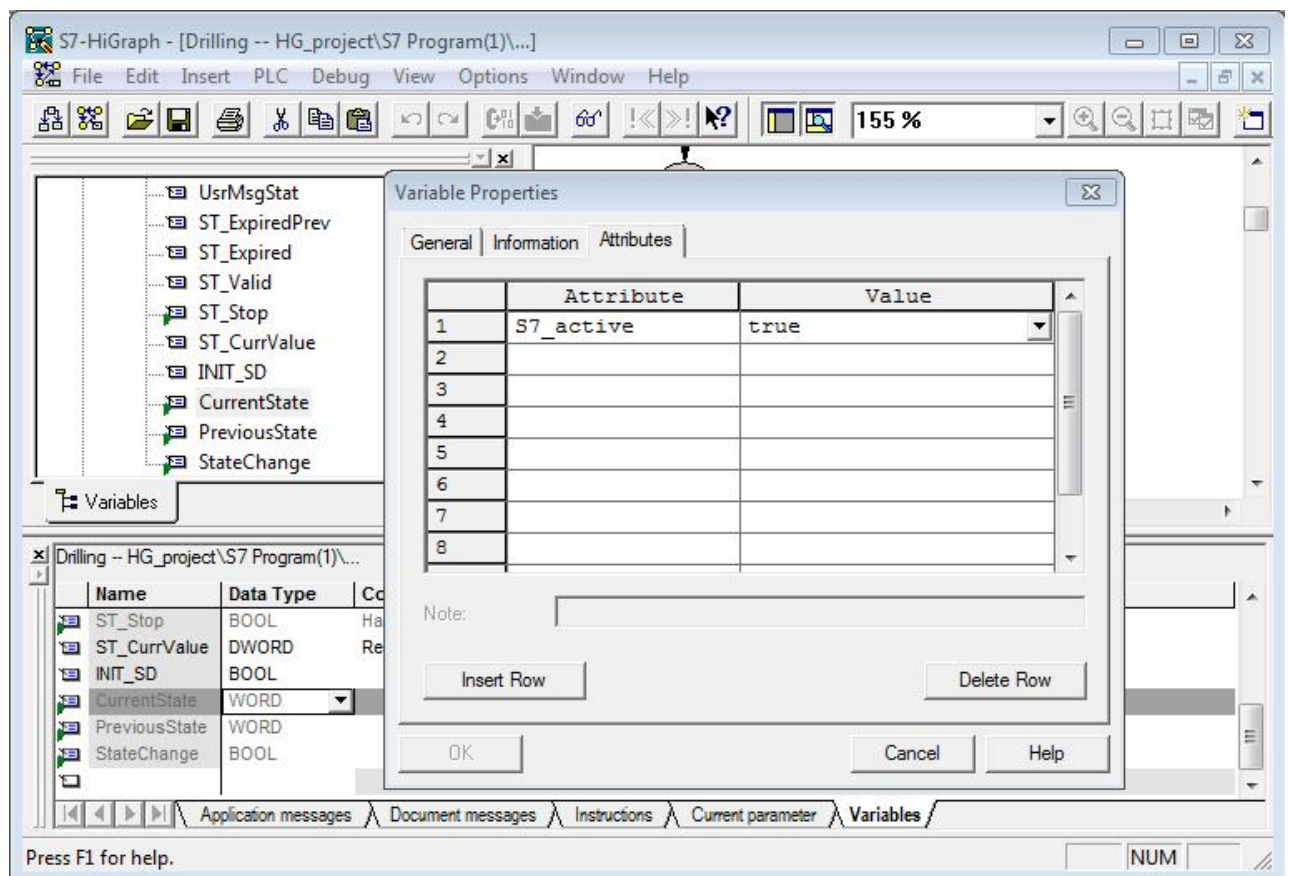 S7-HiGraph - [Drilling -- HG_project\S7 Program(1)\...]
File Edit Insert PLC Debug View Options Window Help
155 %
UsrMsgStat
ST_ExpiredPrev
ST_Expired
ST_Valid
ST_Stop
ST_CurrValue
INIT_SD
CurrentState
PreviousState
StateChange
Variables
Variable Properties
General Information Attributes
Attribute Value
1 S7_active true
2
3
4
5
6
7
8
Note:
Insert Row Delete Row
OK Cancel Help
Drilling -- HG_project\S7 Program(1)\...
Name Data Type Co
ST_Stop BOOL Ha
ST_CurrValue DWORD Re
INIT_SD BOOL
CurrentState WORD
PreviousState WORD
StateChange BOOL
Application messages Document messages Instructions Current parameter Variables
Press F1 for help. NUM